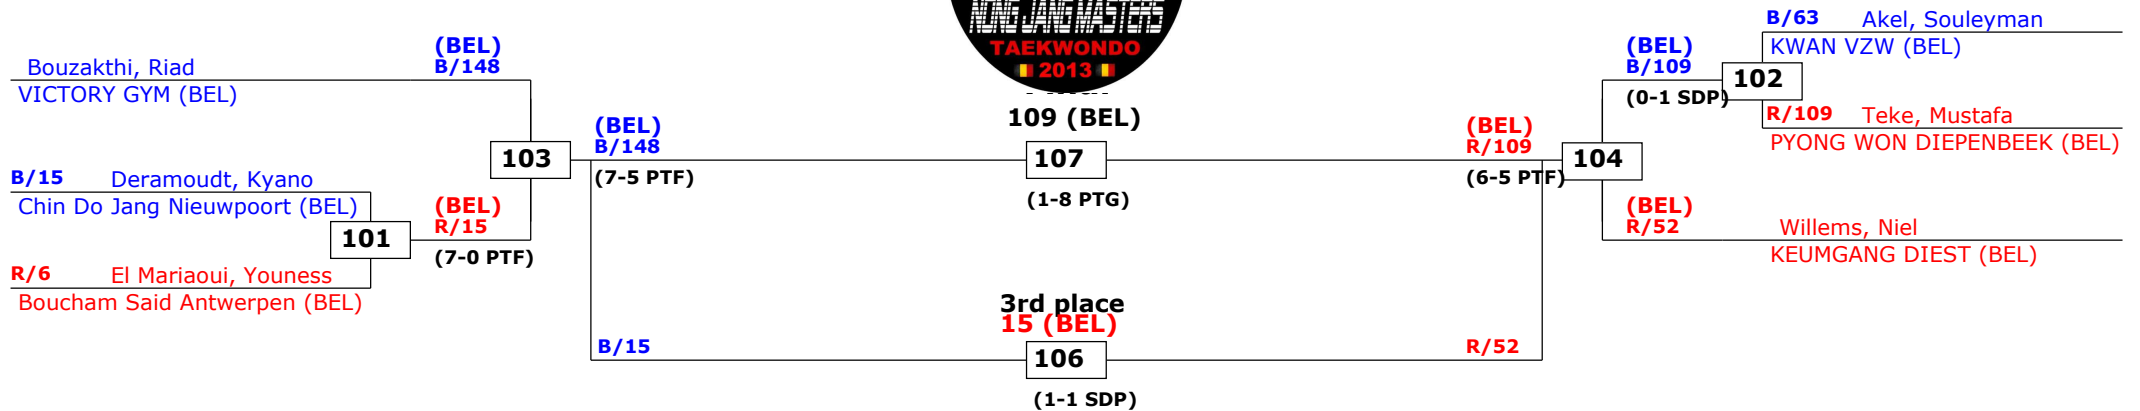 NONG JANG MASTERS
TAEKWONDO
2013
109 (BEL)
107
(1-8 PTG)
3rd place
15 (BEL)
106
(1-1 SDP)
Bouzakthi, Riad
VICTORY GYM (BEL)
(BEL)
B/148
B/15 Deramoudt, Kyano
Chin Do Jang Nieuwpoort (BEL)
101
R/6 El Mariaoui, Youness
Boucham Said Antwerpen (BEL)
(BEL)
R/15
(7-0 PTF)
103
(BEL)
B/148
(7-5 PTF)
B/15
(BEL)
R/109
(6-5 PTF)
R/52
104
(BEL)
B/109
(0-1 SDP)
102
B/63 Akel, Souleyman
KWAN VZW (BEL)
R/109 Teke, Mustafa
PYONG WON DIEPENBEEK (BEL)
(BEL)
R/52
Willems, Niel
KEUMGANG DIEST (BEL)